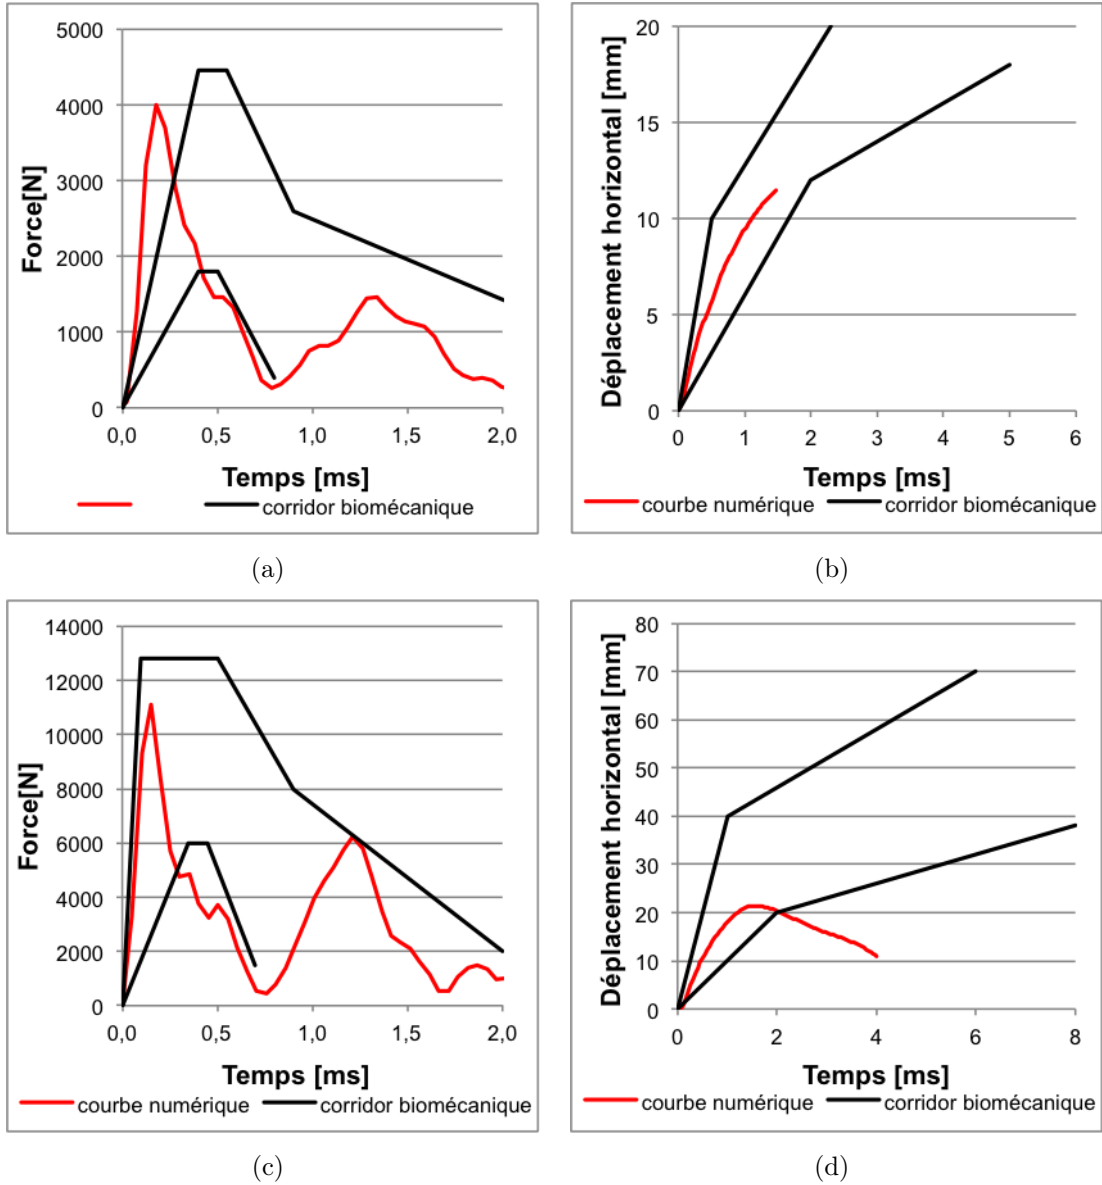 5000
4000
3000
2000
1000
0
Force[N]
0,0 0,5 1,0 1,5 2,0
Temps [ms]
corridor biomécanique
(a)
20
15
10
5
0
Déplacement horizontal [mm]
0 1 2 3 4 5 6
Temps [ms]
courbe numérique corridor biomécanique
(b)
14000
12000
10000
8000
6000
4000
2000
0
Force[N]
0,0 0,5 1,0 1,5 2,0
Temps [ms]
courbe numérique corridor biomécanique
(c)
80
70
60
50
40
30
20
10
0
Déplacement horizontal [mm]
0 2 4 6 8
Temps [ms]
courbe numérique corridor biomécanique
(d)